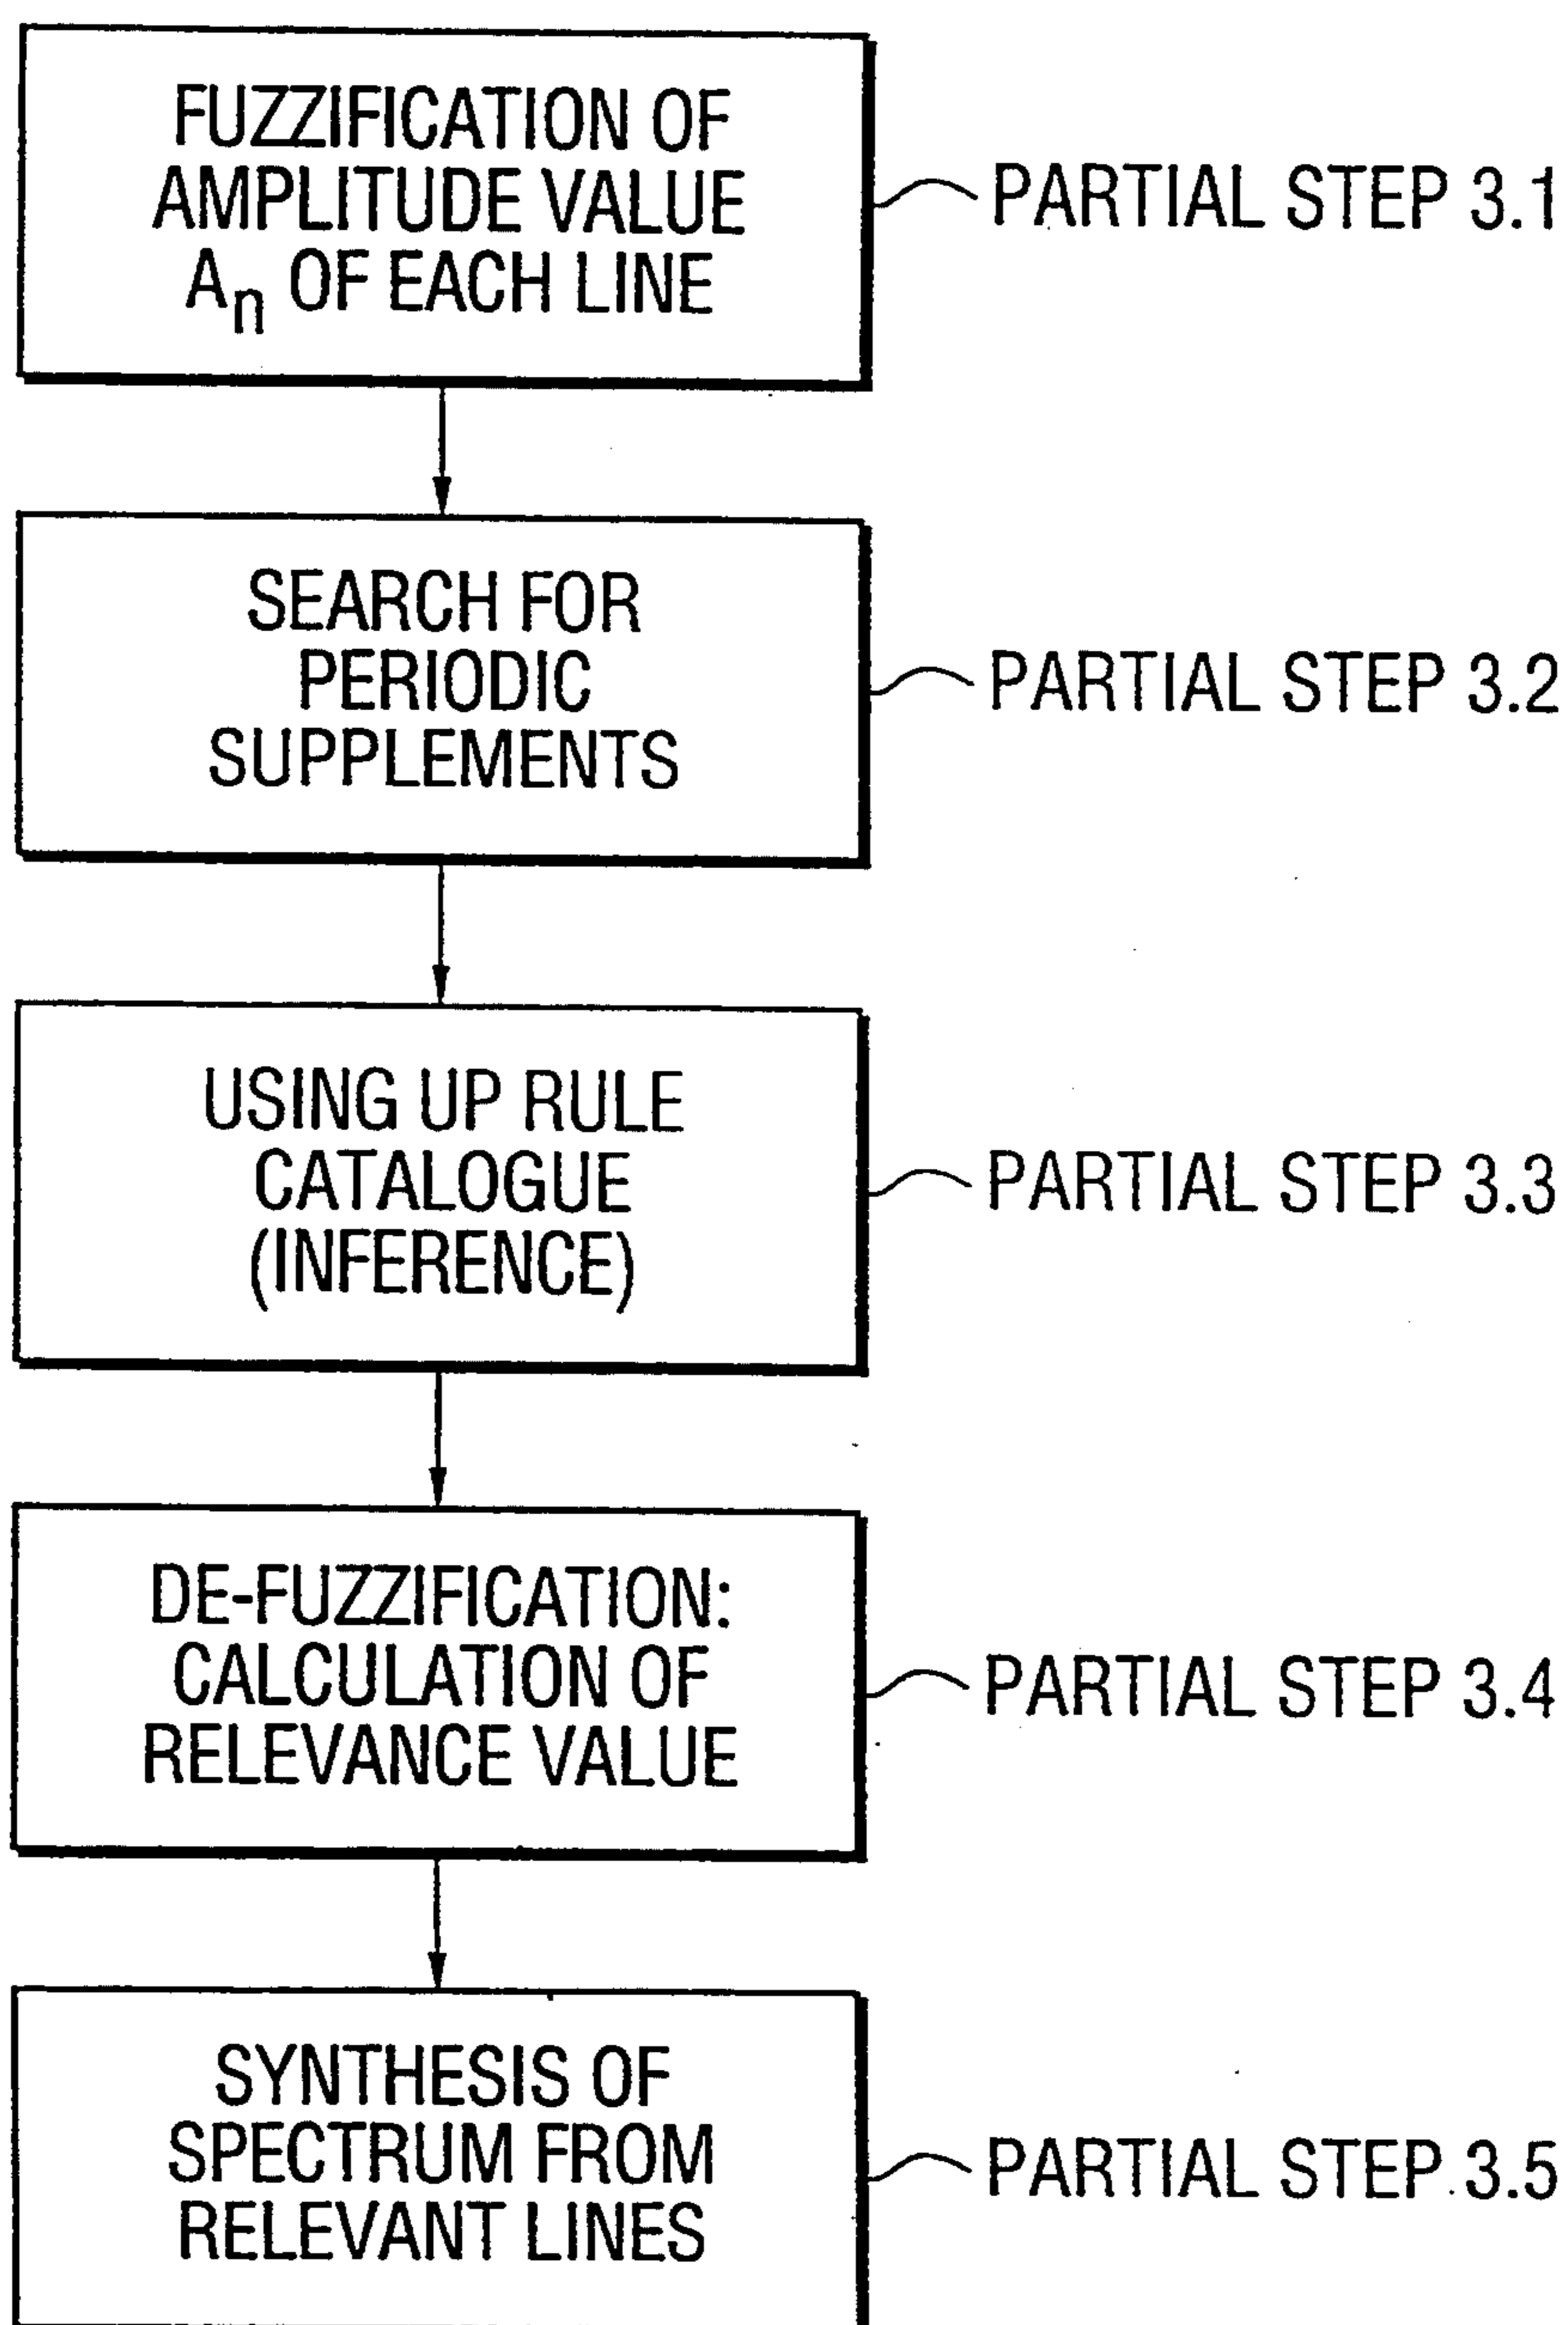 FUZZIFICATION OF
AMPLITUDE VALUE
An OF EACH LINE
PARTIAL STEP 3.1
SEARCH FOR
PERIODIC
SUPPLEMENTS
PARTIAL STEP 3.2
USING UP RULE
CATALOGUE
(INFERENCE)
PARTIAL STEP 3.3
DE-FUZZIFICATION:
CALCULATION OF
RELEVANCE VALUE
PARTIAL STEP 3.4
SYNTHESIS OF
SPECTRUM FROM
RELEVANT LINES
PARTIAL STEP 3.5